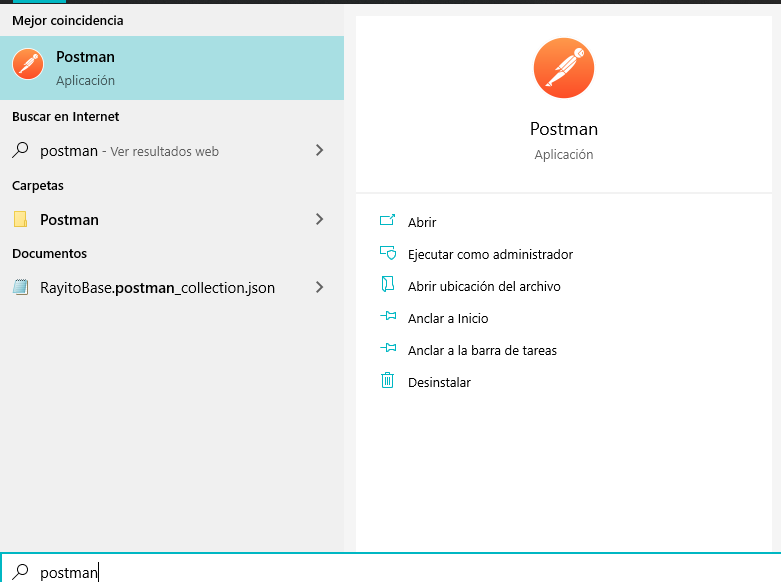 Mejor coincidencia
Postman
Aplicación
Buscar en Internet
postman - Ver resultados web
Carpetas
Postman
Documentos
RayitoBase.postman_collection.json
Postman
Aplicación
Abrir
Ejecutar como administrador
Abrir ubicación del archivo
Anclar a Inicio
Anclar a la barra de tareas
Desinstalar
postman